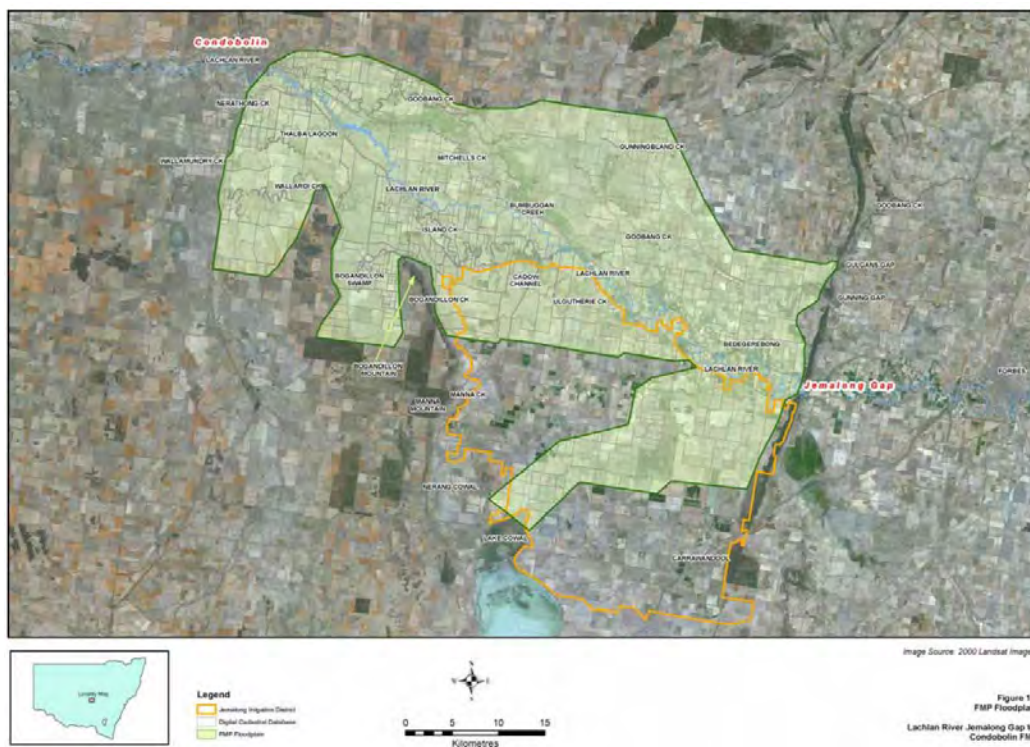 Condobolin
LACHLAN RIVER
GOOBANG CK
NERATHONG CK
THALBA LAGOON
GUNNINGBLAND CK
MITCHELLS CK
WALLAMUNDRY CK
WALLAROI CK
LACHLAN RIVER
BUMBUGGAN
CREEK
GOOBANG CK
ISLAND CK
GOOBANG CK
GULGANS GAP
LACHLAN RIVER
BOGANDILLON
SWAMP
CADOW
CHANNEL
BOGANDILLON CK
ULGUTHERIE CK
GUNNING GAP
BEDEGEREBONG
BOGANDILLON
MOUNTAIN
LACHLAN RIVER
FORBES
Jemalong Gap
MANNA CK
MANNA
MOUNTAIN
NERANG COWAL
LAKE COWAL
CARRAWANDOOL
Image Source: 2000 Landsat Image
Locality Map
Legend
Jemalong Irrigation District
Digital Cadastral Database
FMP Floodplain
N
W
E
S
0 5 10 15
Kilometres
Figure 1
FMP Floodpla
Lachlan River Jemalong Gap t
Condobolin FM